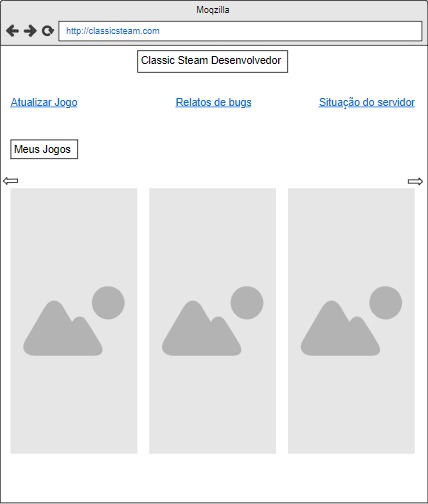 Moqzilla
http://classicsteam.com
Classic Steam Desenvolvedor
Atualizar Jogo Relatos de bugs Situação do servidor
Meus Jogos